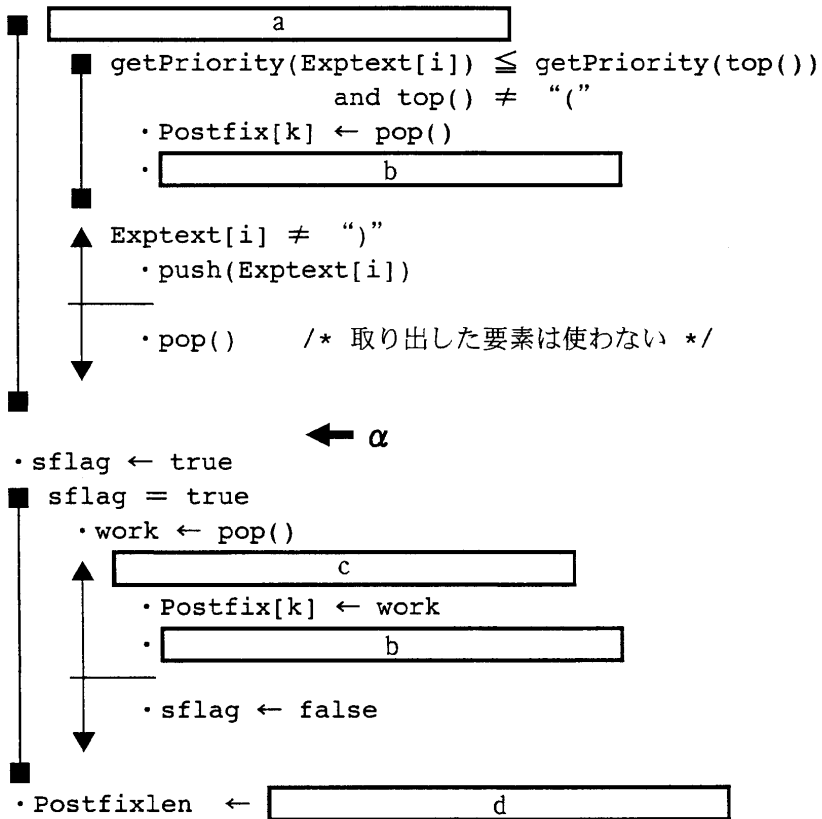 a
getPriority(Exptext[i]) ≦ getPriority(top())
and top() ≠ “(”
・Postfix[k] ← pop()
・ b
Exptext[i] ≠ “)”
・push(Exptext[i])
・pop() /* 取り出した要素は使わない */
← α
・sflag ← true
sflag = true
・work ← pop()
c
・Postfix[k] ← work
・ b
・sflag ← false
・Postfixlen ← d